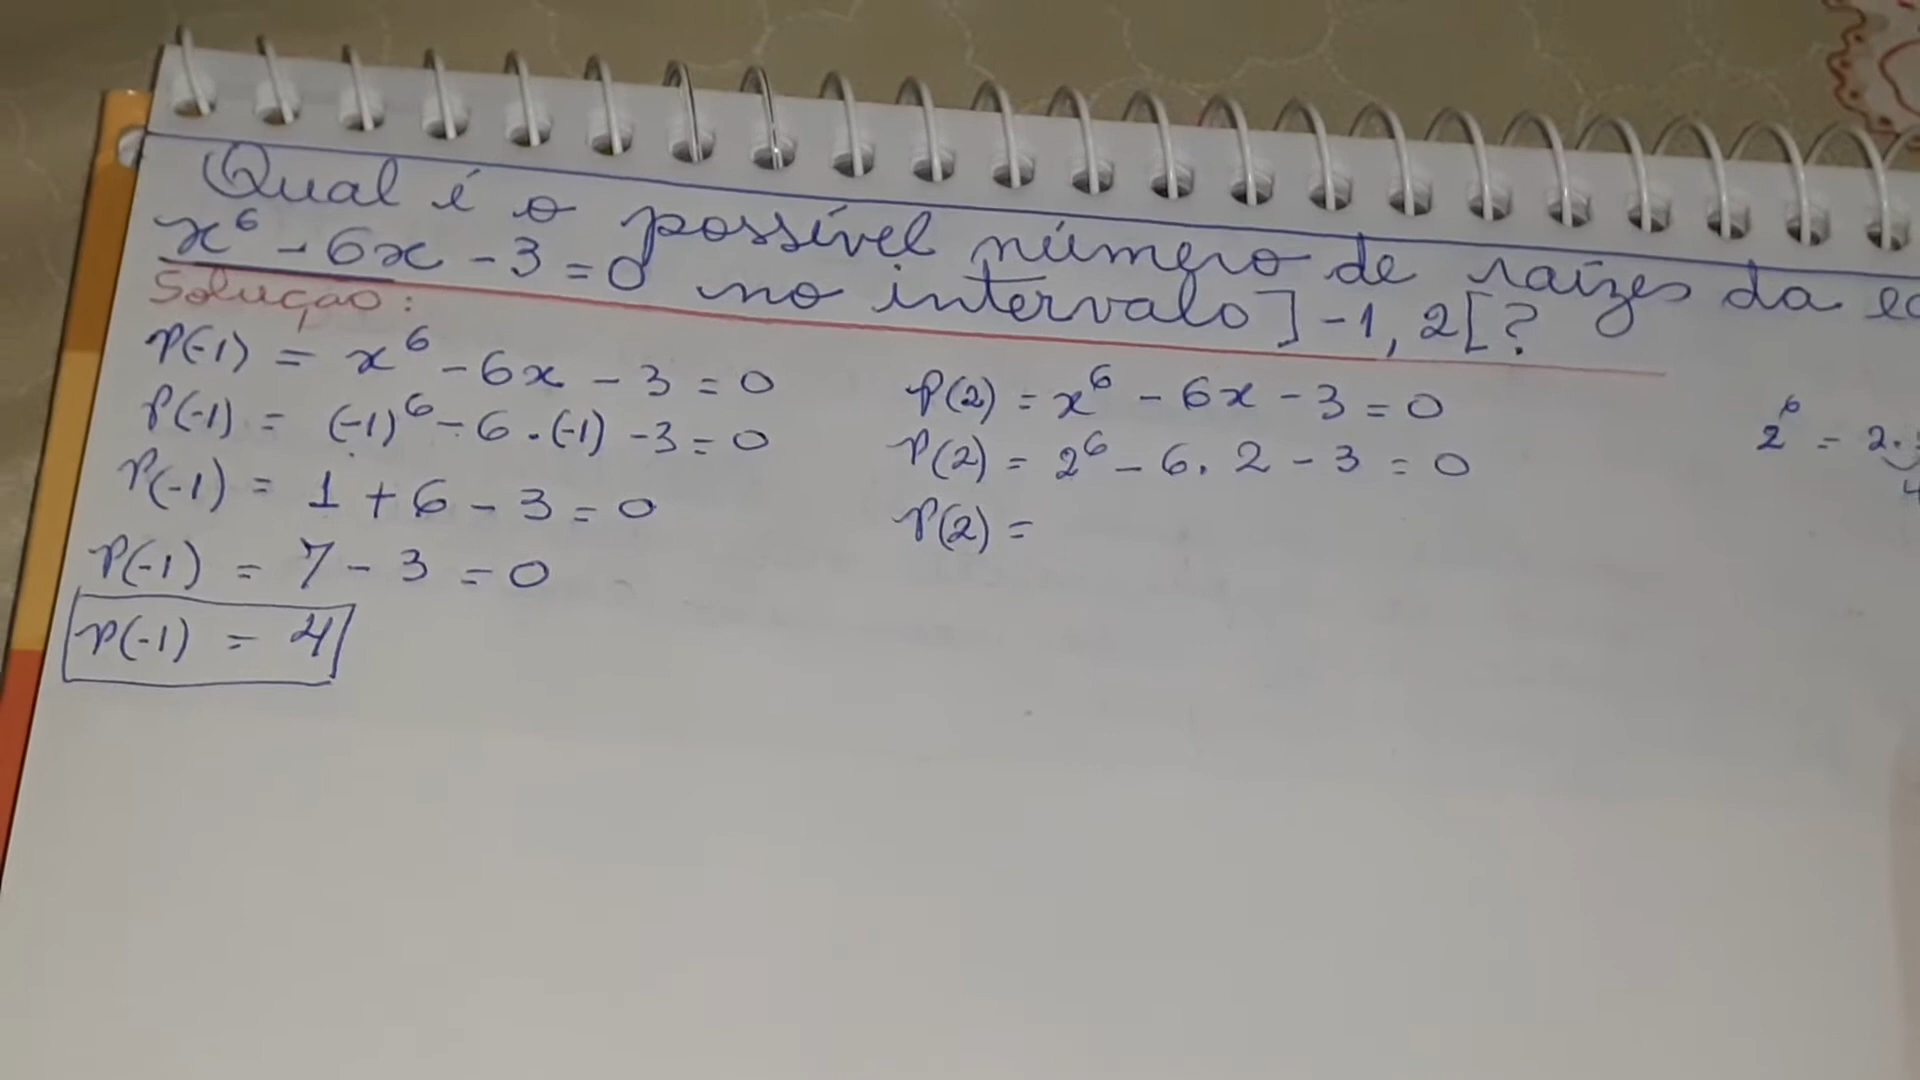 Qual é o possível número de raízes da
x⁶ - 6x - 3 = 0 no intervalo ] -1, 2[ ?
Solução:
P(-1) = x⁶ - 6x - 3 = 0
P(-1) = (-1)⁶ - 6 . (-1) - 3 = 0
P(-1) = 1 + 6 - 3 = 0
P(-1) = 7 - 3 = 0
P(-1) = 4
P(2) = x⁶ - 6x - 3 = 0
P(2) = 2⁶ - 6 . 2 - 3 = 0
P(2) =
2⁶ = 2 .